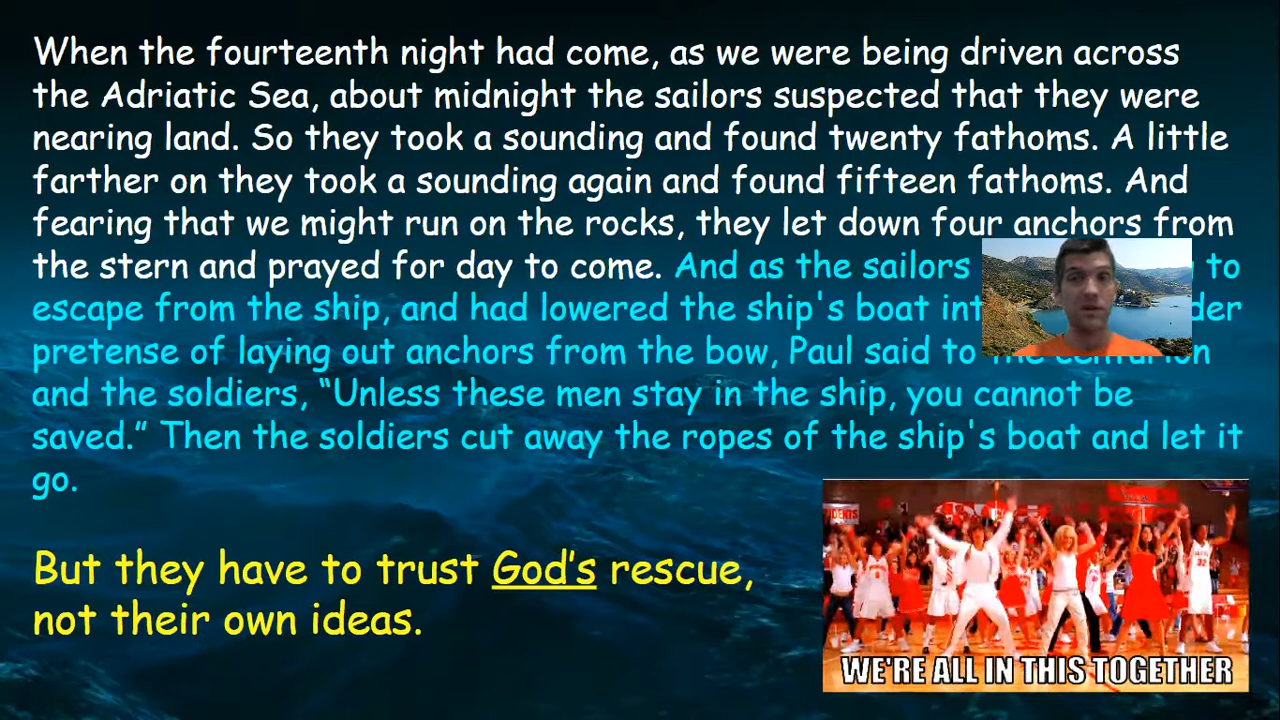 When the fourteenth night had come, as we were being driven across
the Adriatic Sea, about midnight the sailors suspected that they were
nearing land. So they took a sounding and found twenty fathoms. A little
farther on they took a sounding again and found fifteen fathoms. And
fearing that we might run on the rocks, they let down four anchors from
the stern and prayed for day to come. And as the sailors to
escape from the ship, and had lowered the ship's boat
pretense of laying out anchors from the bow, Paul said to the centurion
and the soldiers, “Unless these men stay in the ship, you cannot be
saved.” Then the soldiers cut away the ropes of the ship's boat and let it
go.
But they have to trust God's rescue,
not their own ideas.
WE'RE ALL IN THIS TOGETHER